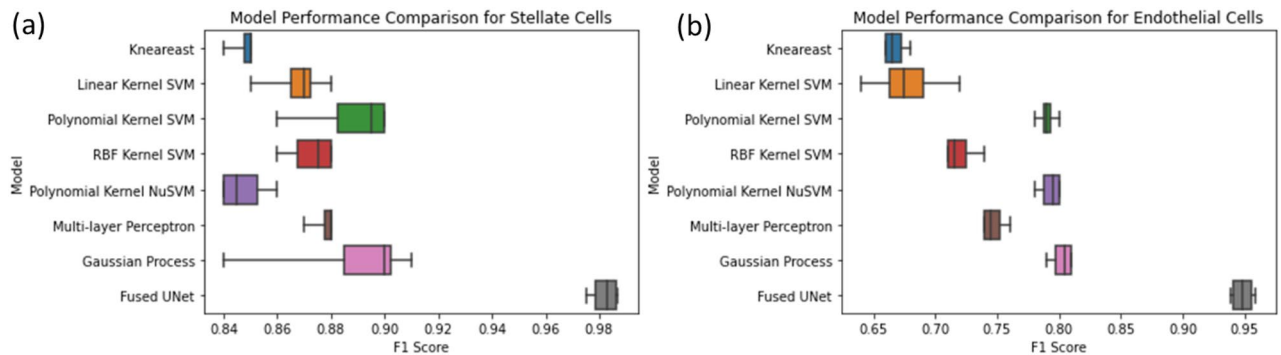 (a)
Model Performance Comparison for Stellate Cells
Model
Kneareast
Linear Kernel SVM
Polynomial Kernel SVM
RBF Kernel SVM
Polynomial Kernel NuSVM
Multi-layer Perceptron
Gaussian Process
Fused UNet
0.84 0.86 0.88 0.90 0.92 0.94 0.96 0.98
F1 Score
(b)
Model Performance Comparison for Endothelial Cells
Model
Kneareast
Linear Kernel SVM
Polynomial Kernel SVM
RBF Kernel SVM
Polynomial Kernel NuSVM
Multi-layer Perceptron
Gaussian Process
Fused UNet
0.65 0.70 0.75 0.80 0.85 0.90 0.95
F1 Score